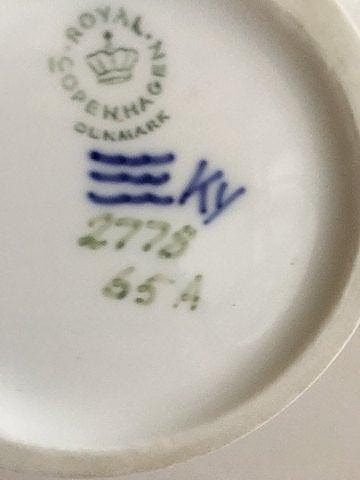 ROYAL COPENHAGEN
DENMARK
Ky
2778
65 A